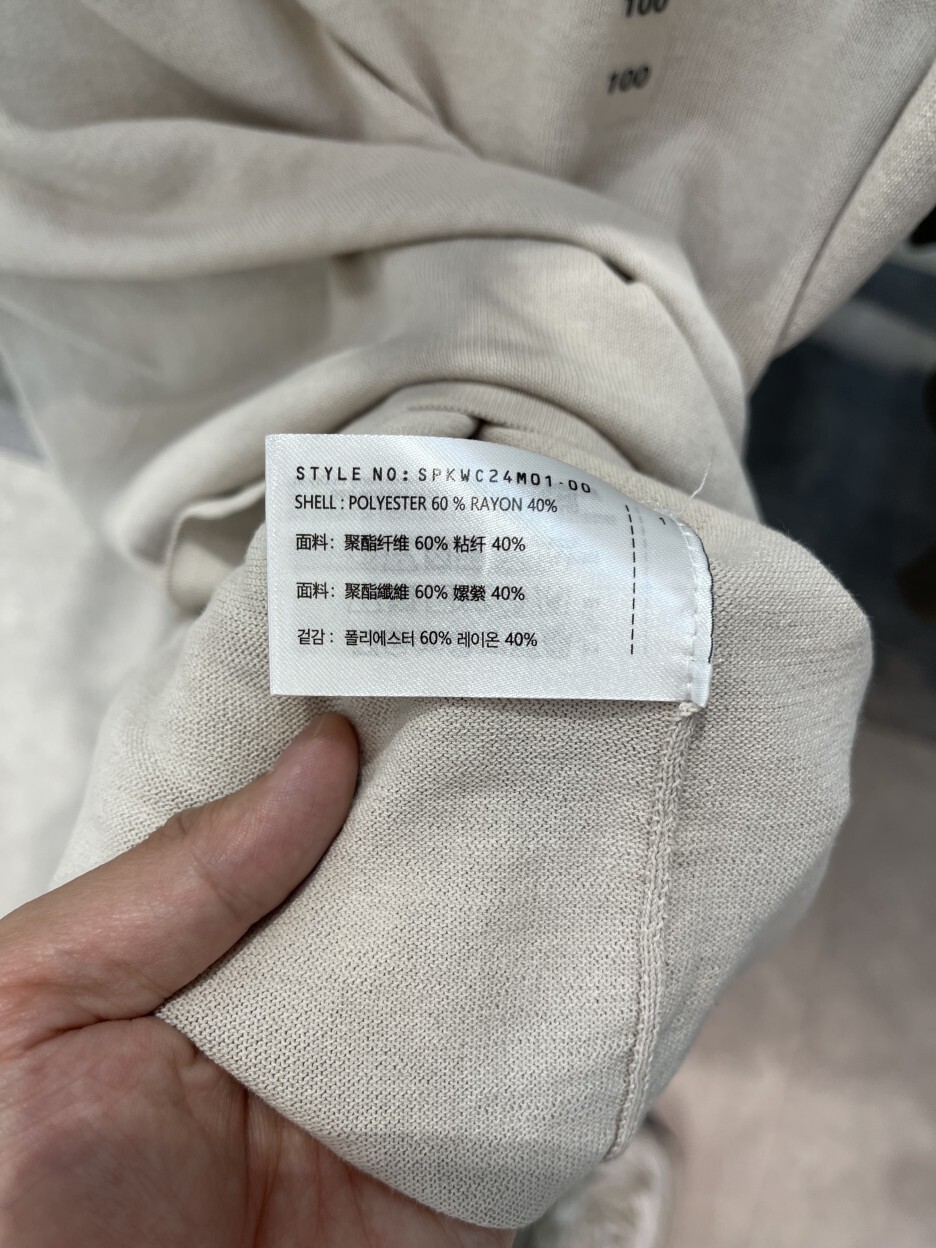 100
100
STYLE NO: SPKWC24M01-00
SHELL : POLYESTER 60 % RAYON 40%
面料: 聚酯纤维 60% 粘纤 40%
面料: 聚酯纖維 60% 嫘縈 40%
겉감 : 폴리에스터 60% 레이온 40%